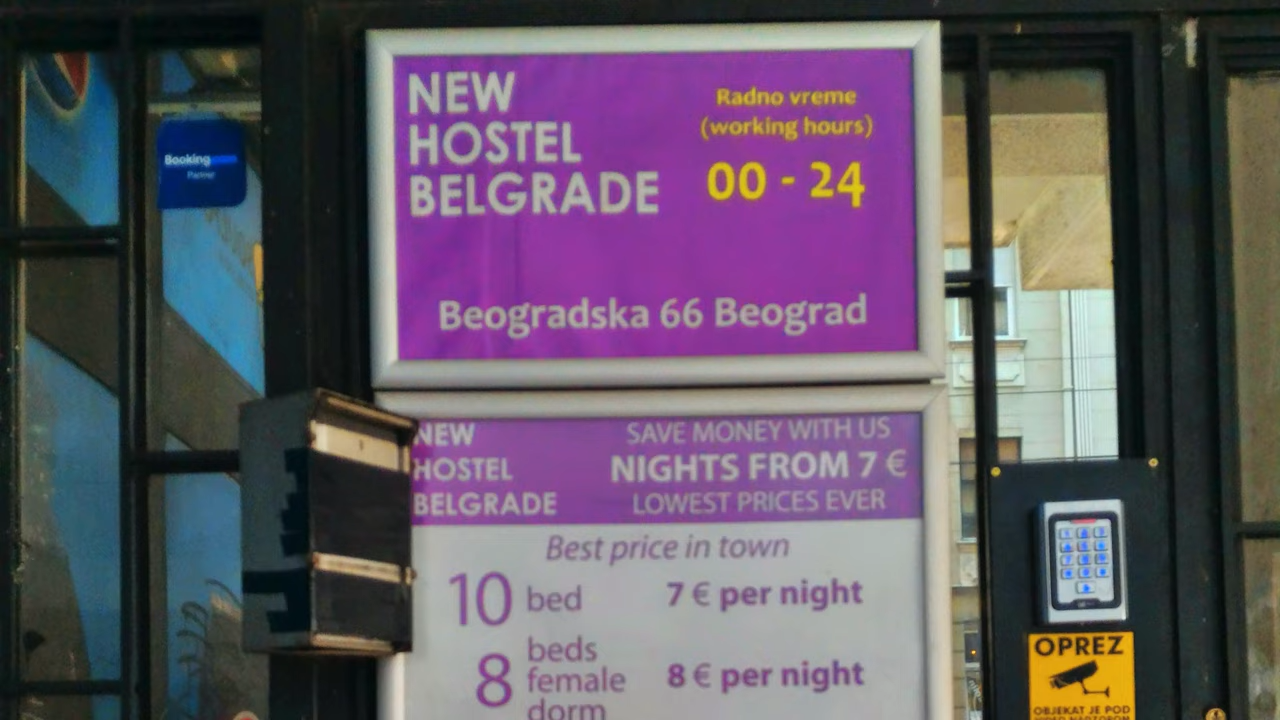 Booking
Partner
NEW
HOSTEL
BELGRADE
Radno vreme
(working hours)
00 - 24
Beogradska 66 Beograd
NEW
HOSTEL
BELGRADE
SAVE MONEY WITH US
NIGHTS FROM 7 €
LOWEST PRICES EVER
Best price in town
10 bed 7 € per night
8 beds female dorm 8 € per night
OPREZ
OBJEKAT JE POD